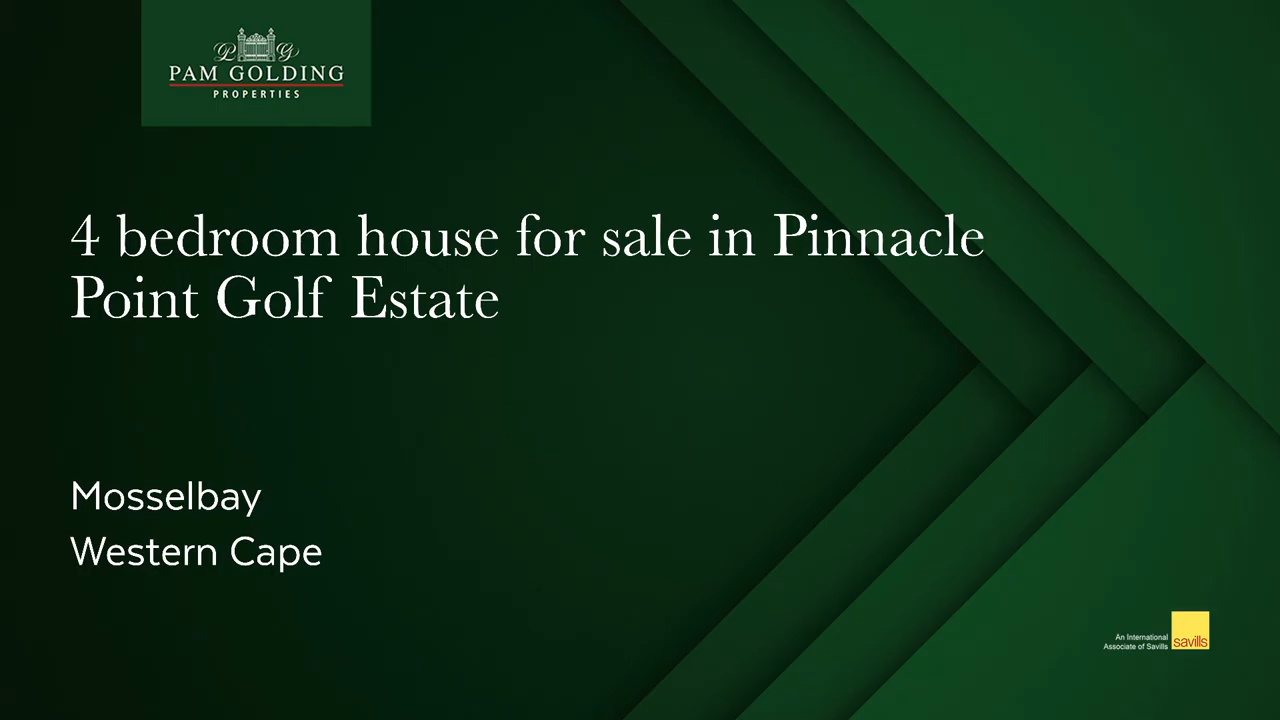 P G
PAM GOLDING
PROPERTIES
4 bedroom house for sale in Pinnacle
Point Golf Estate
Mosselbay
Western Cape
An International
Associate of Savills
savills